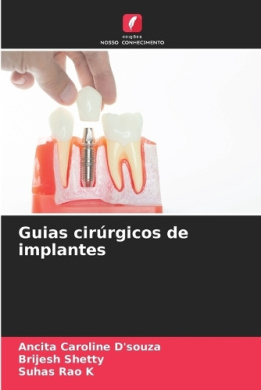 edições
NOSSO CONHECIMENTO
Guias cirúrgicos de
implantes
Ancita Caroline D'souza
Brijesh Shetty
Suhas Rao K